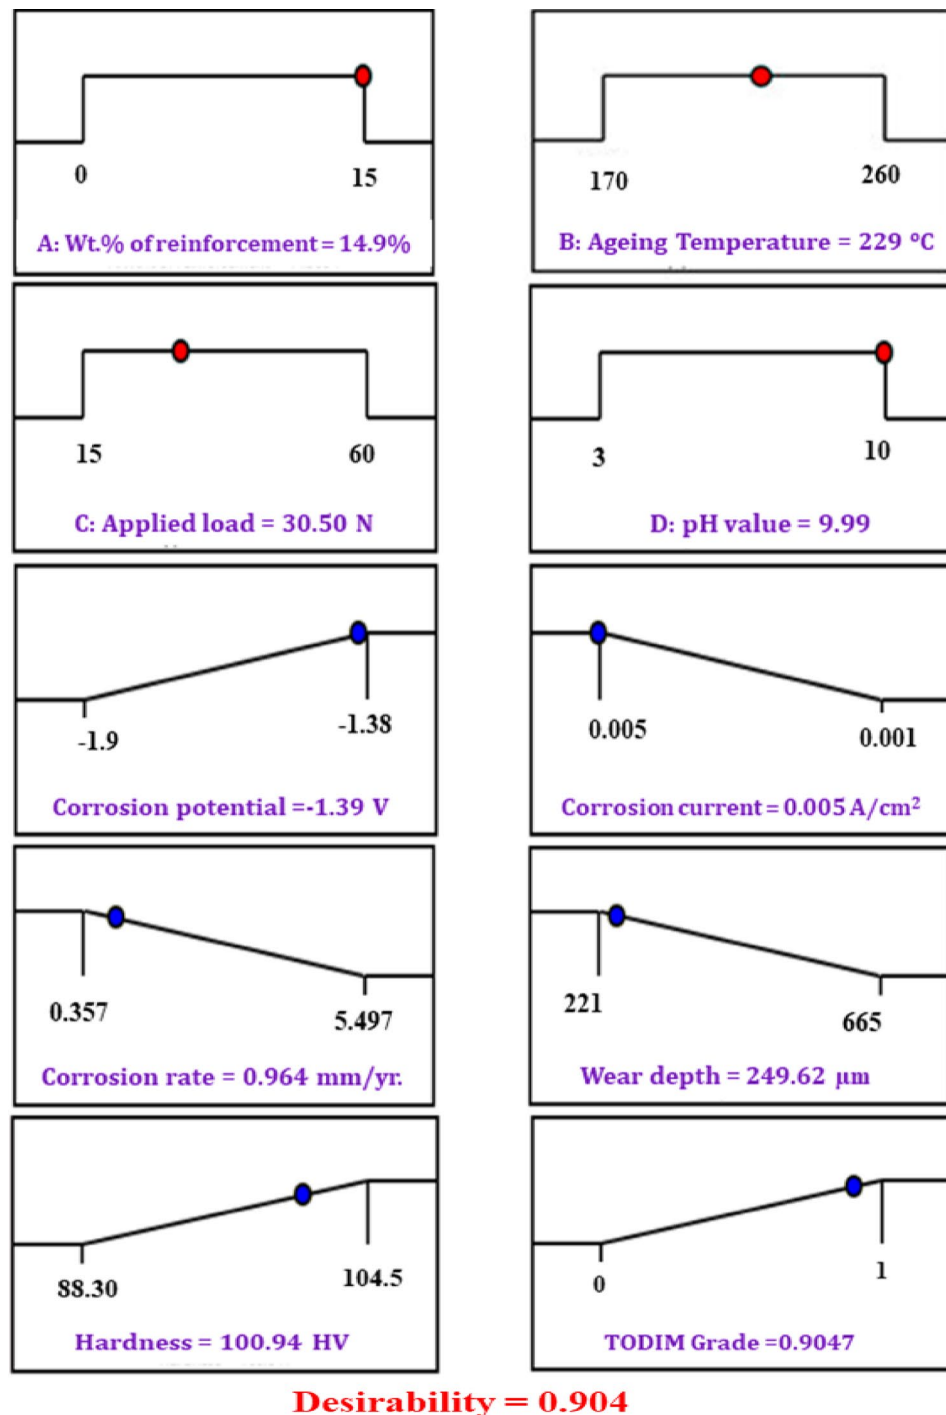 0
15
A: Wt.% of reinforcement = 14.9%
170
260
B: Ageing Temperature = 229 °C
15
60
C: Applied load = 30.50 N
3
10
D: pH value = 9.99
-1.9
-1.38
Corrosion potential =-1.39 V
0.005
0.001
Corrosion current = 0.005 A/cm²
0.357
5.497
Corrosion rate = 0.964 mm/yr.
221
665
Wear depth = 249.62 µm
88.30
104.5
Hardness = 100.94 HV
0
1
TODIM Grade =0.9047
Desirability = 0.904